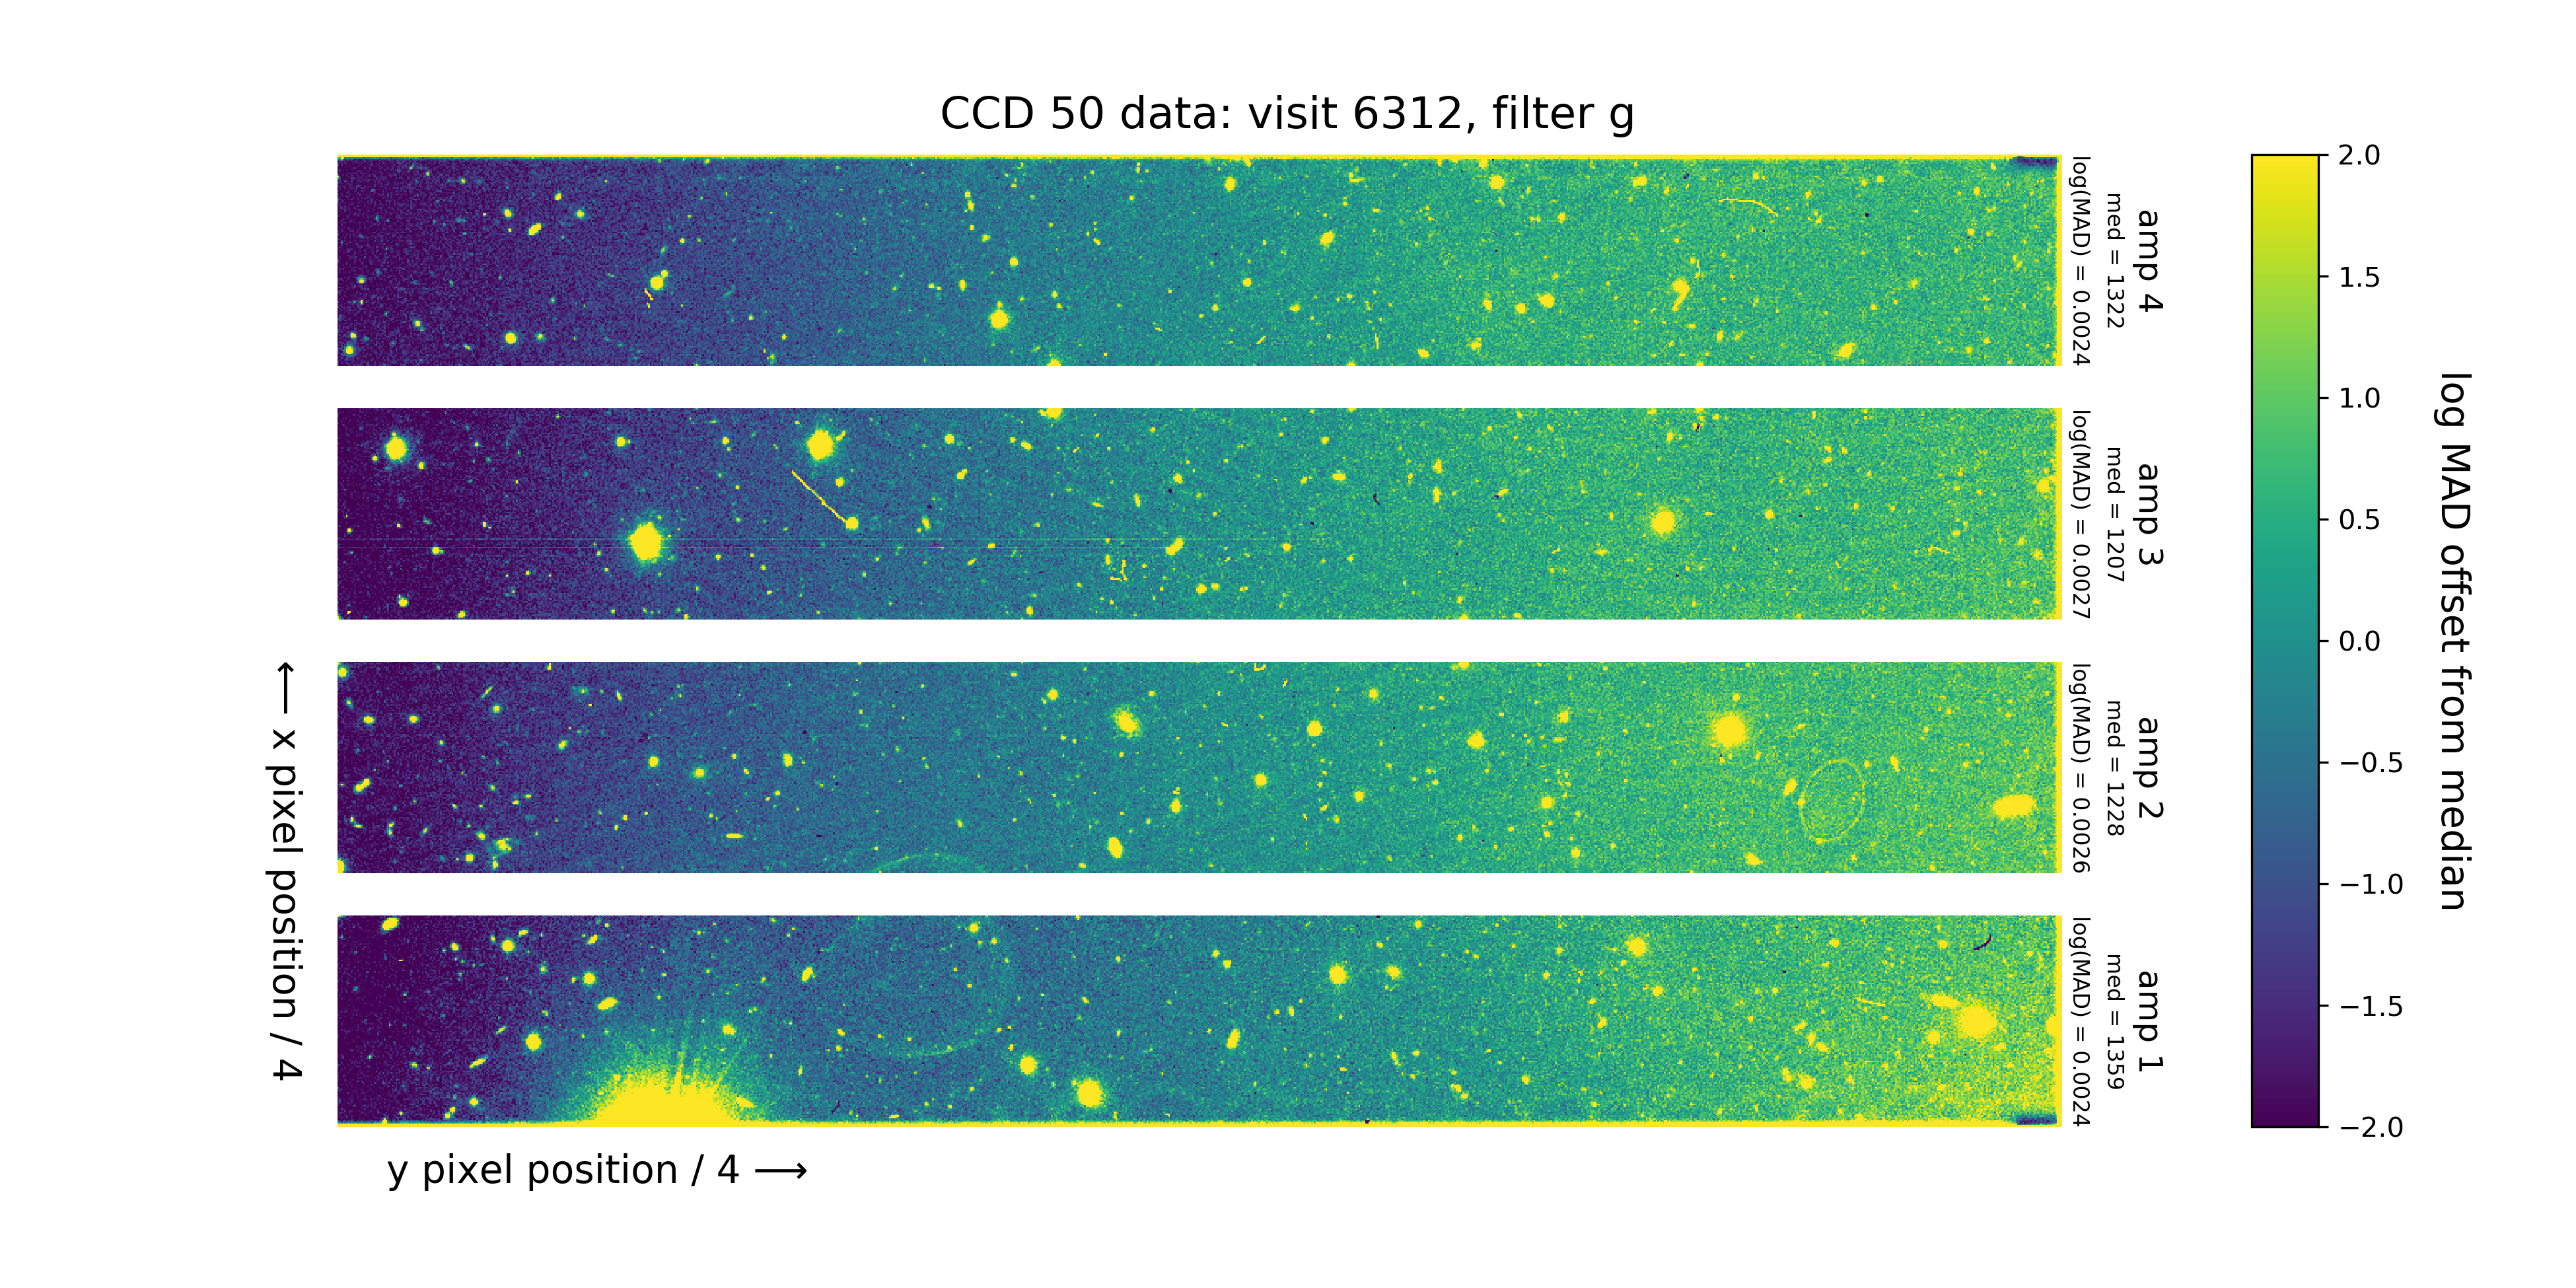 CCD 50 data: visit 6312, filter g
amp 4
med = 1322
log(MAD) = 0.0024
amp 3
med = 1207
log(MAD) = 0.0027
amp 2
med = 1228
log(MAD) = 0.0026
amp 1
med = 1359
log(MAD) = 0.0024
⟵ x pixel position / 4
y pixel position / 4 ⟶
2.0
1.5
1.0
0.5
0.0
−0.5
−1.0
−1.5
−2.0
log MAD offset from median